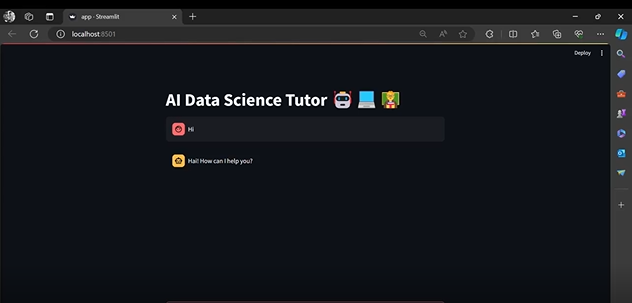 app - Streamlit
localhost:8501
Deploy
AI Data Science Tutor
Hi
Hai! How can I help you?